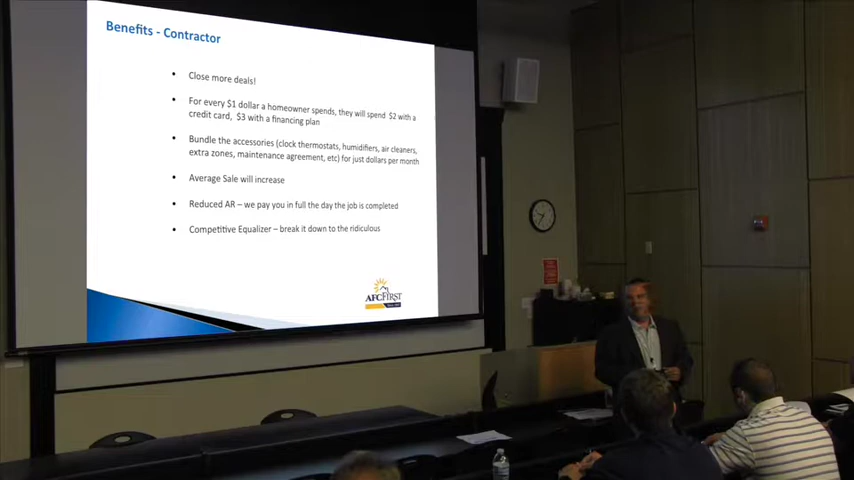 Benefits - Contractor
• Close more deals!
• For every $1 dollar a homeowner spends, they will spend $2 with a
credit card, $3 with a financing plan
• Bundle the accessories (clock thermostats, humidifiers, air cleaners,
extra zones, maintenance agreement, etc) for just dollars per month
• Average Sale will increase
• Reduced AR – we pay you in full the day the job is completed
• Competitive Equalizer – break it down to the ridiculous
AFCFIRST